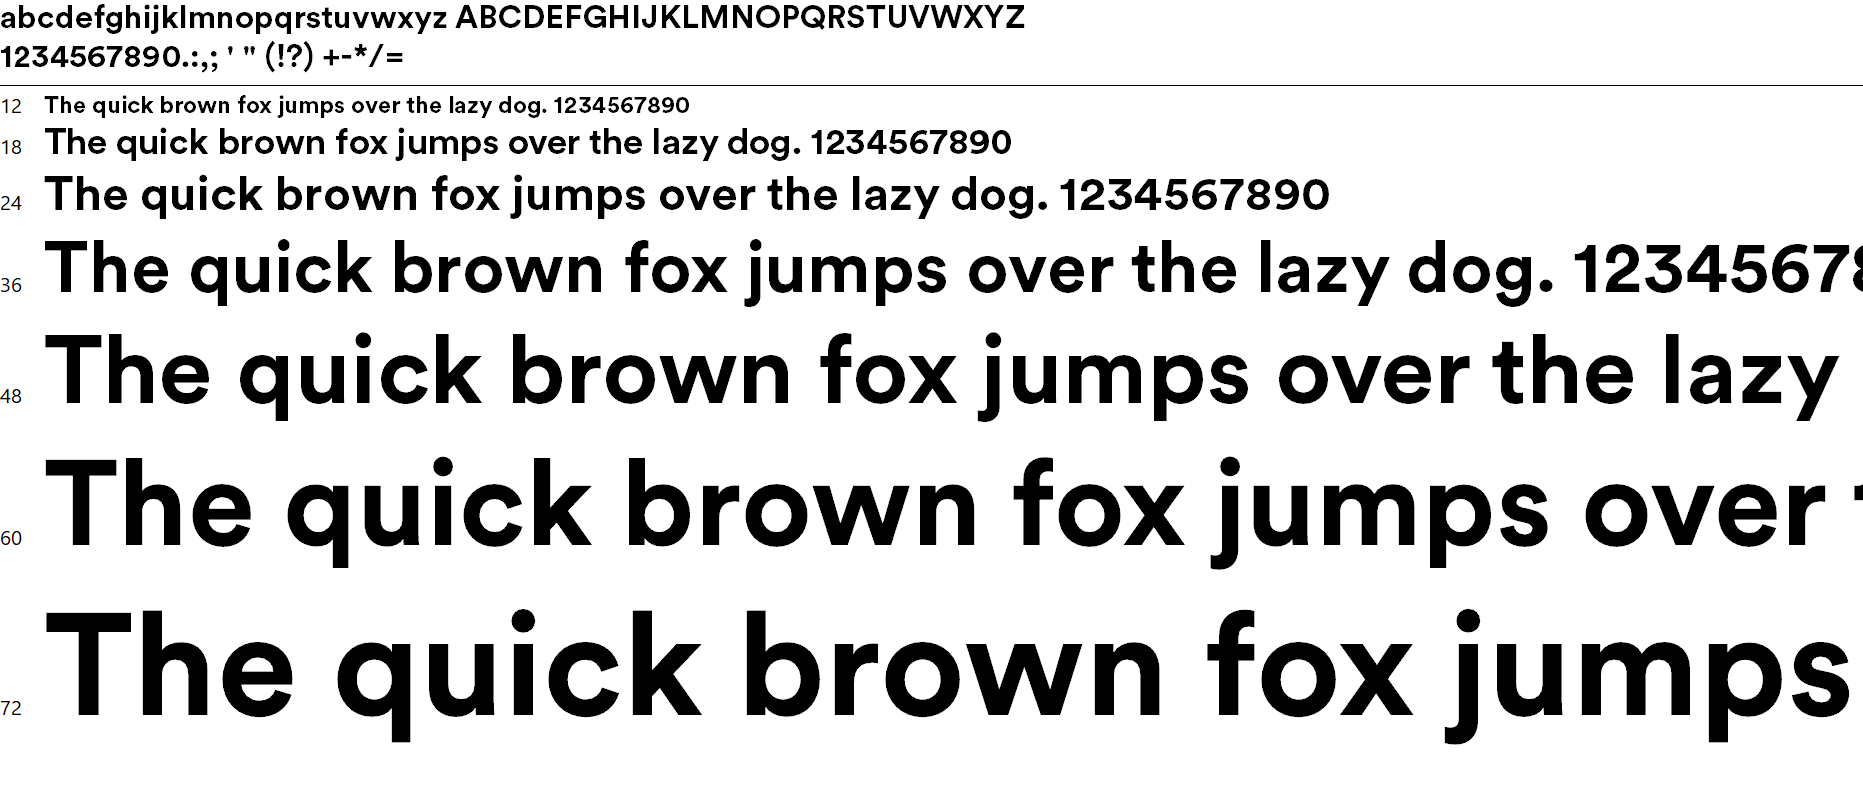 abcdefghijklmnopqrstuvwxyz ABCDEFGHIJKLMNOPQRSTUVWXYZ
1234567890.:,; ' " (!?) +-*/=
12 The quick brown fox jumps over the lazy dog. 1234567890
18 The quick brown fox jumps over the lazy dog. 1234567890
24 The quick brown fox jumps over the lazy dog. 1234567890
36 The quick brown fox jumps over the lazy dog. 12345678
48 The quick brown fox jumps over the lazy
60 The quick brown fox jumps over
72 The quick brown fox jumps